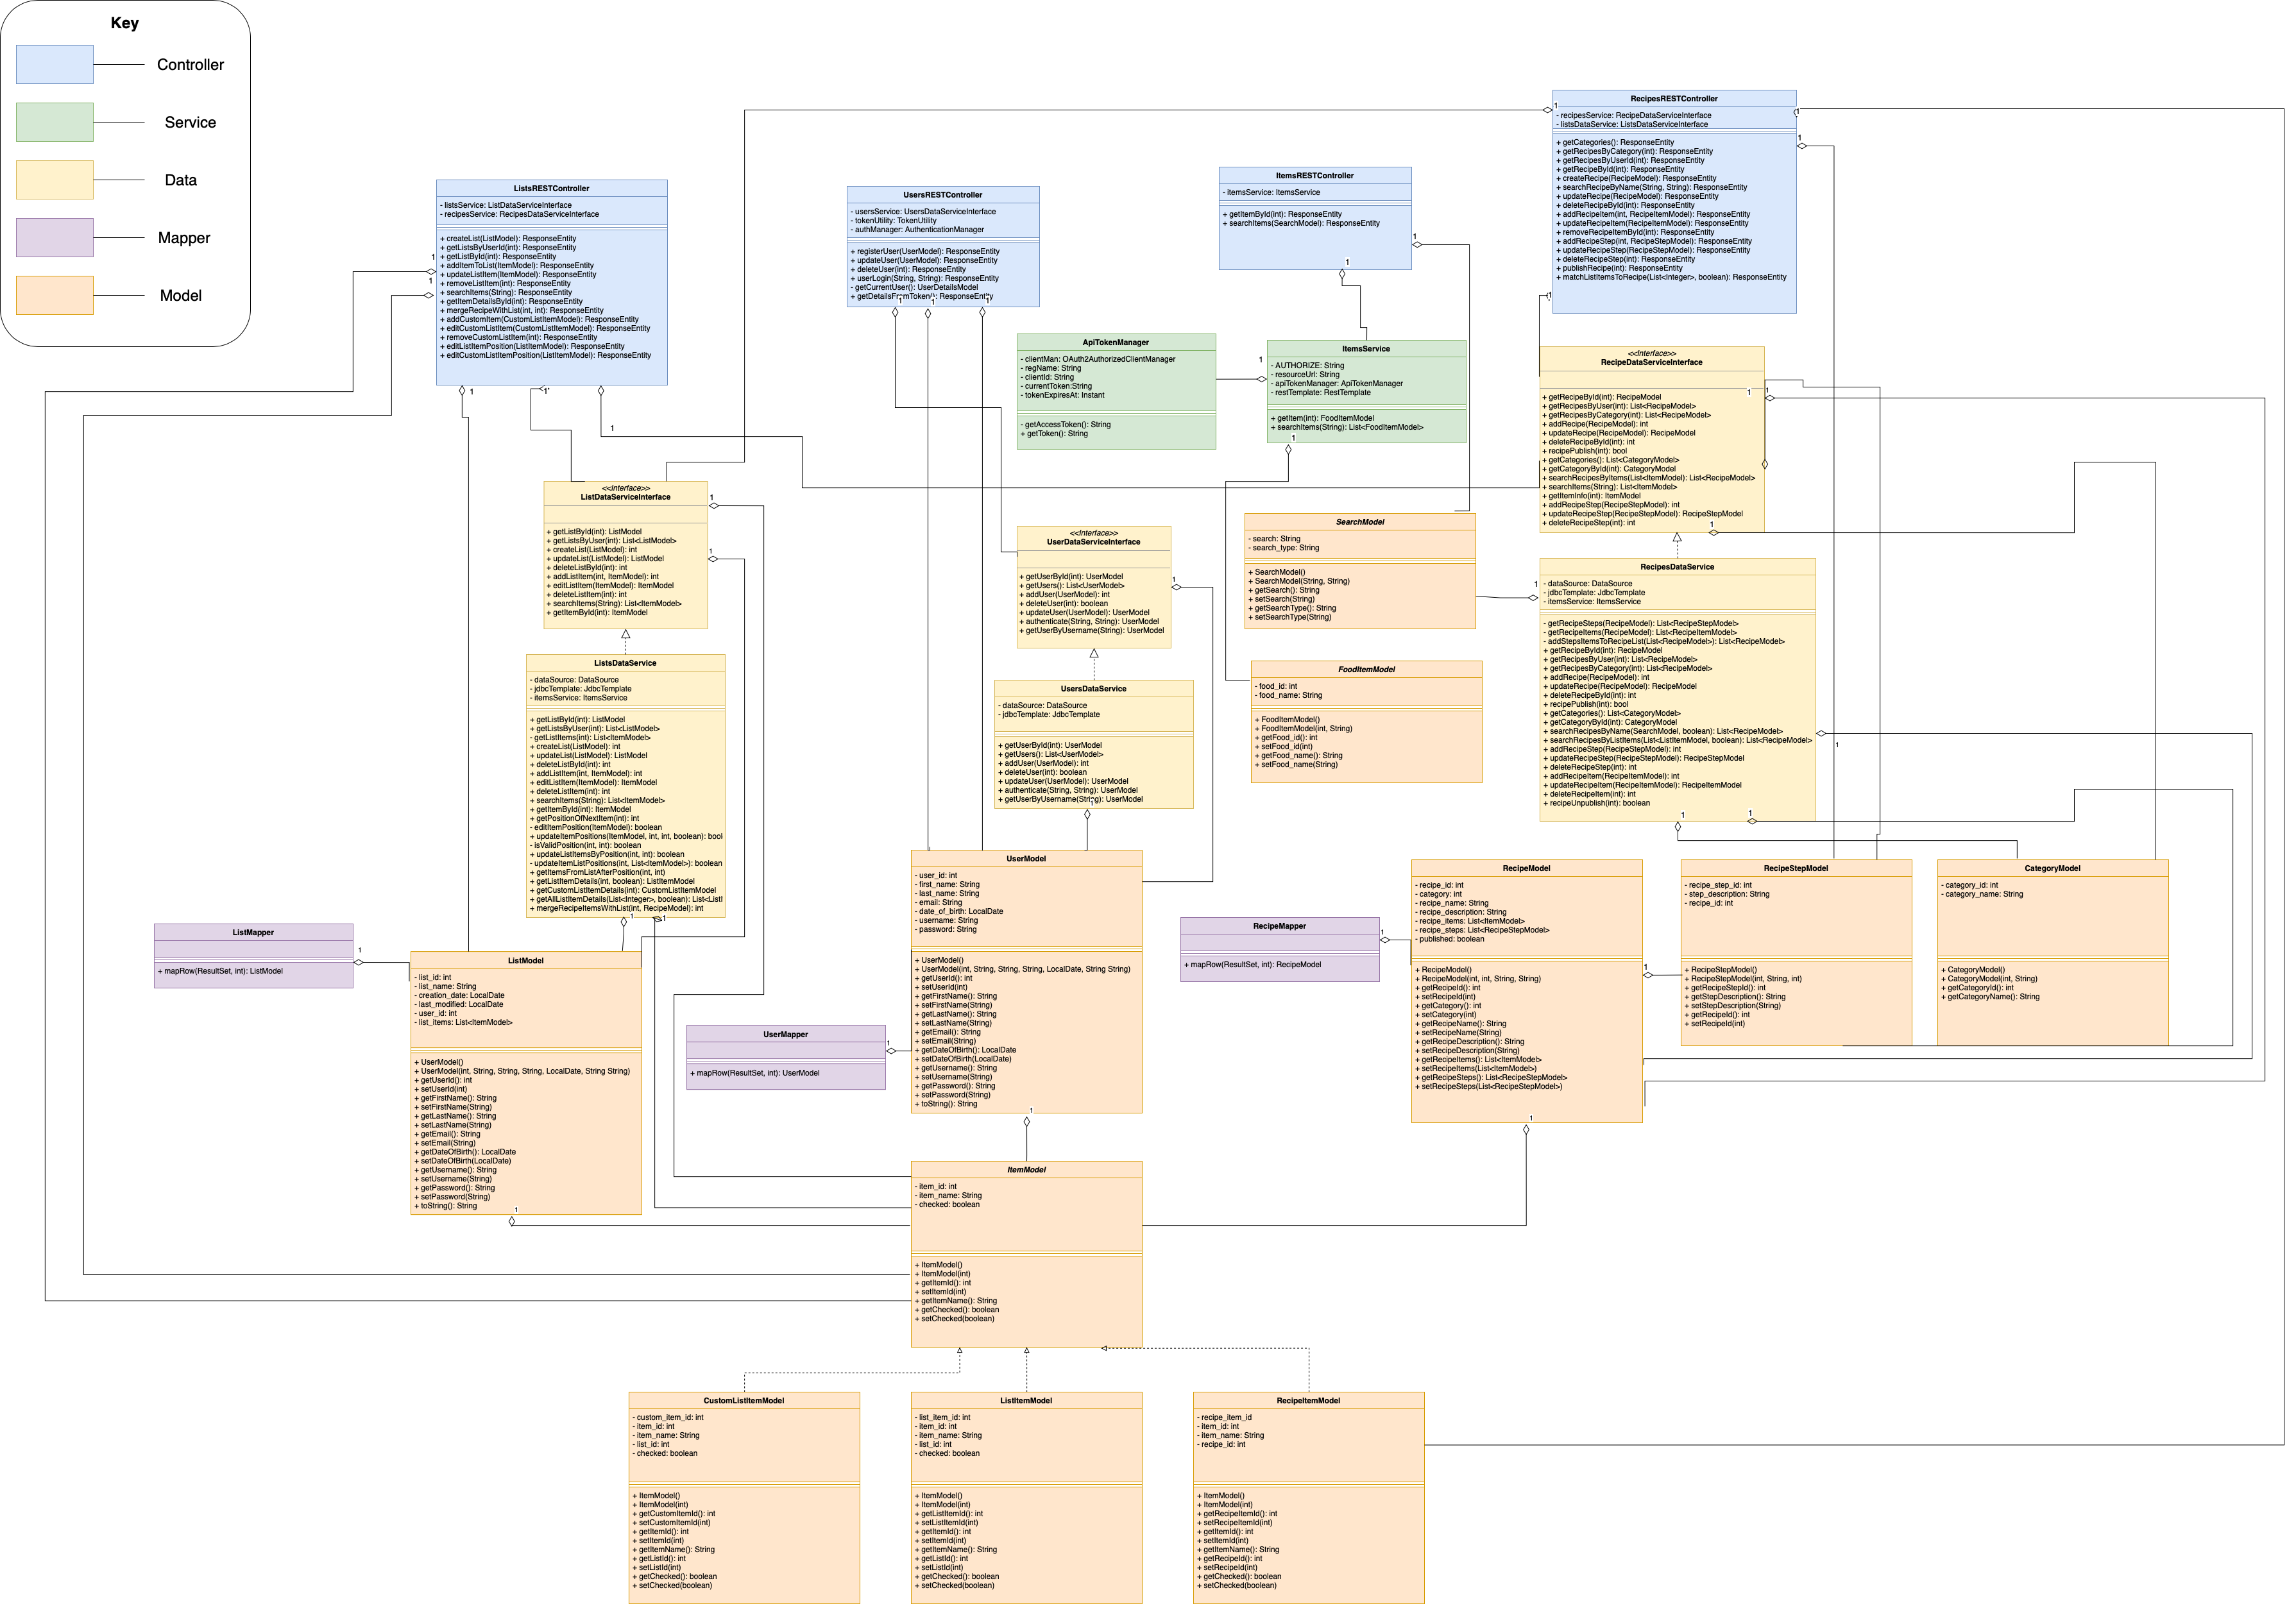 Key
Controller
Service
Data
Mapper
Model
RecipesRESTController
- recipesService: RecipeDataServiceInterface
- listsDataService: ListsDataServiceInterface
+ getCategories(): ResponseEntity
+ getRecipesByCategory(int): ResponseEntity
+ getRecipesByUserId(int): ResponseEntity
+ getRecipeById(int): ResponseEntity
+ createRecipe(RecipeModel): ResponseEntity
+ searchRecipeByName(String, String): ResponseEntity
+ updateRecipe(RecipeModel): ResponseEntity
+ deleteRecipeById(int): ResponseEntity
+ addRecipeItem(int, RecipeItemModel): ResponseEntity
+ updateRecipeItem(RecipeItemModel): ResponseEntity
+ removeRecipeItemById(int): ResponseEntity
+ addRecipeStep(int, RecipeStepModel): ResponseEntity
+ updateRecipeStep(RecipeStepModel): ResponseEntity
+ deleteRecipeStep(int): ResponseEntity
+ publishRecipe(int): ResponseEntity
+ matchListItemsToRecipe(List<Integer>, boolean): ResponseEntity
1
1
1
1
ListsRESTController
- listsService: ListDataServiceInterface
- recipesService: RecipesDataServiceInterface
+ createList(ListModel): ResponseEntity
+ getListsByUserId(int): ResponseEntity
+ getListById(int): ResponseEntity
+ addItemToList(ItemModel): ResponseEntity
+ updateListItem(ItemModel): ResponseEntity
+ removeListItem(int): ResponseEntity
+ searchItems(String): ResponseEntity
+ getItemDetailsById(int): ResponseEntity
+ mergeRecipeWithList(int, int): ResponseEntity
+ addCustomItem(CustomListItemModel): ResponseEntity
+ editCustomListItem(CustomListItemModel): ResponseEntity
+ removeCustomListItem(int): ResponseEntity
+ editListItemPosition(ListItemModel): ResponseEntity
+ editCustomListItemPosition(ListItemModel): ResponseEntity
1
1
1
1
1
UsersRESTController
- usersService: UsersDataServiceInterface
- tokenUtility: TokenUtility
- authManager: AuthenticationManager
+ registerUser(UserModel): ResponseEntity
+ updateUser(UserModel): ResponseEntity
+ deleteUser(int): ResponseEntity
+ userLogin(String, String): ResponseEntity
- getCurrentUser(): UserDetailsModel
+ getDetailsFromToken(): ResponseEntity
1
1
1
ItemsRESTController
- itemsService: ItemsService
+ getItemById(int): ResponseEntity
+ searchItems(SearchModel): ResponseEntity
1
1
ApiTokenManager
- clientMan: OAuth2AuthorizedClientManager
- regName: String
- clientId: String
- currentToken:String
- tokenExpiresAt: Instant
- getAccessToken(): String
+ getToken(): String
1
ItemsService
- AUTHORIZE: String
- resourceUrl: String
- apiTokenManager: ApiTokenManager
- restTemplate: RestTemplate
+ getItem(int): FoodItemModel
+ searchItems(String): List<FoodItemModel>
1
<<Interface>>
RecipeDataServiceInterface
+ getRecipeById(int): RecipeModel
+ getRecipesByUser(int): List<RecipeModel>
+ getRecipesByCategory(int): List<RecipeModel>
+ addRecipe(RecipeModel): int
+ updateRecipe(RecipeModel): RecipeModel
+ deleteRecipeById(int): int
+ recipePublish(int): bool
+ getCategories(): List<CategoryModel>
+ getCategoryById(int): CategoryModel
+ searchRecipesByItems(List<ItemModel): List<RecipeModel>
+ searchItems(String): List<ItemModel>
+ getItemInfo(int): ItemModel
+ addRecipeStep(RecipeStepModel): int
+ updateRecipeStep(RecipeStepModel): RecipeStepModel
+ deleteRecipeStep(int): int
1
1
1
<<Interface>>
ListDataServiceInterface
+ getListById(int): ListModel
+ getListsByUser(int): List<ListModel>
+ createList(ListModel): int
+ updateList(ListModel): ListModel
+ deleteListById(int): int
+ addListItem(int, ItemModel): int
+ editListItem(ItemModel): ItemModel
+ deleteListItem(int): int
+ searchItems(String): List<ItemModel>
+ getItemById(int): ItemModel
1
1
<<Interface>>
UserDataServiceInterface
+ getUserById(int): UserModel
+ getUsers(): List<UserModel>
+ addUser(UserModel): int
+ deleteUser(int): boolean
+ updateUser(UserModel): UserModel
+ authenticate(String, String): UserModel
+ getUserByUsername(String): UserModel
1
SearchModel
- search: String
- search_type: String
+ SearchModel()
+ SearchModel(String, String)
+ getSearch(): String
+ setSearch(String)
+ getSearchType(): String
+ setSearchType(String)
1
RecipesDataService
- dataSource: DataSource
- jdbcTemplate: JdbcTemplate
- itemsService: ItemsService
- getRecipeSteps(RecipeModel): List<RecipeStepModel>
- getRecipeItems(RecipeModel): List<RecipeItemModel>
- addStepsItemsToRecipeList(List<RecipeModel>): List<RecipeModel>
+ getRecipeById(int): RecipeModel
+ getRecipesByUser(int): List<RecipeModel>
+ getRecipesByCategory(int): List<RecipeModel>
+ addRecipe(RecipeModel): int
+ updateRecipe(RecipeModel): RecipeModel
+ deleteRecipeById(int): int
+ recipePublish(int): bool
+ getCategories(): List<CategoryModel>
+ getCategoryById(int): CategoryModel
+ searchRecipesByName(SearchModel, boolean): List<RecipeModel>
+ searchRecipesByListItems(List<ListItemModel, boolean): List<RecipeModel>
+ addRecipeStep(RecipeStepModel): int
+ updateRecipeStep(RecipeStepModel): RecipeStepModel
+ deleteRecipeStep(int): int
+ addRecipeItem(RecipeItemModel): int
+ updateRecipeItem(RecipeItemModel): RecipeItemModel
+ deleteRecipeItem(int): int
+ recipeUnpublish(int): boolean
1
1
1
ListsDataService
- dataSource: DataSource
- jdbcTemplate: JdbcTemplate
- itemsService: ItemsService
+ getListById(int): ListModel
+ getListsByUser(int): List<ListModel>
- getListItems(int): List<ItemModel>
+ createList(ListModel): int
+ updateList(ListModel): ListModel
+ deleteListById(int): int
+ addListItem(int, ItemModel): int
+ editListItem(ItemModel): ItemModel
+ deleteListItem(int): int
+ searchItems(String): List<ItemModel>
+ getItemById(int): ItemModel
+ getPositionOfNextItem(int): int
- editItemPosition(ItemModel): boolean
+ updateItemPositions(ItemModel, int, int, boolean): bool
- isValidPosition(int, int): boolean
+ updateListItemsByPosition(int, int): boolean
- updateItemListPositions(int, List<ItemModel>): boolean
+ getItemsFromListAfterPosition(int, int)
+ getListItemDetails(int, boolean): ListItemModel
+ getCustomListItemDetails(int): CustomListItemModel
+ getAllListItemDetails(List<Integer>, boolean): List<ListI
+ mergeRecipeItemsWithList(int, RecipeModel): int
1
1
FoodItemModel
- food_id: int
- food_name: String
+ FoodItemModel()
+ FoodItemModel(int, String)
+ getFood_id(): int
+ setFood_id(int)
+ getFood_name(): String
+ setFood_name(String)
UsersDataService
- dataSource: DataSource
- jdbcTemplate: JdbcTemplate
+ getUserById(int): UserModel
+ getUsers(): List<UserModel>
+ addUser(UserModel): int
+ deleteUser(int): boolean
+ updateUser(UserModel): UserModel
+ authenticate(String, String): UserModel
+ getUserByUsername(String): UserModel
1
UserModel
- user_id: int
- first_name: String
- last_name: String
- email: String
- date_of_birth: LocalDate
- username: String
- password: String
+ UserModel()
+ UserModel(int, String, String, String, LocalDate, String String)
+ getUserId(): int
+ setUserId(int)
+ getFirstName(): String
+ setFirstName(String)
+ getLastName(): String
+ setLastName(String)
+ getEmail(): String
+ setEmail(String)
+ getDateOfBirth(): LocalDate
+ setDateOfBirth(LocalDate)
+ getUsername(): String
+ setUsername(String)
+ getPassword(): String
+ setPassword(String)
+ toString(): String
1
RecipeModel
- recipe_id: int
- category: int
- recipe_name: String
- recipe_description: String
- recipe_items: List<ItemModel>
- recipe_steps: List<RecipeStepModel>
- published: boolean
+ RecipeModel()
+ RecipeModel(int, int, String, String)
+ getRecipeId(): int
+ setRecipeId(int)
+ getCategory(): int
+ setCategory(int)
+ getRecipeName(): String
+ setRecipeName(String)
+ getRecipeDescription(): String
+ setRecipeDescription(String)
+ getRecipeItems(): List<ItemModel>
+ setRecipeItems(List<ItemModel>)
+ getRecipeSteps(): List<RecipeStepModel>
+ setRecipeSteps(List<RecipeStepModel>)
1
1
RecipeStepModel
- recipe_step_id: int
- step_description: String
- recipe_id: int
+ RecipeStepModel()
+ RecipeStepModel(int, String, int)
+ getRecipeStepId(): int
+ getStepDescription(): String
+ setStepDescription(String)
+ getRecipeId(): int
+ setRecipeId(int)
CategoryModel
- category_id: int
- category_name: String
+ CategoryModel()
+ CategoryModel(int, String)
+ getCategoryId(): int
+ getCategoryName(): String
RecipeMapper
+ mapRow(ResultSet, int): RecipeModel
1
ListMapper
+ mapRow(ResultSet, int): ListModel
1
ListModel
- list_id: int
- list_name: String
- creation_date: LocalDate
- last_modified: LocalDate
- user_id: int
- list_items: List<ItemModel>
+ UserModel()
+ UserModel(int, String, String, String, LocalDate, String String)
+ getUserId(): int
+ setUserId(int)
+ getFirstName(): String
+ setFirstName(String)
+ getLastName(): String
+ setLastName(String)
+ getEmail(): String
+ setEmail(String)
+ getDateOfBirth(): LocalDate
+ setDateOfBirth(LocalDate)
+ getUsername(): String
+ setUsername(String)
+ getPassword(): String
+ setPassword(String)
+ toString(): String
1
UserMapper
+ mapRow(ResultSet, int): UserModel
1
ItemModel
- item_id: int
- item_name: String
- checked: boolean
+ ItemModel()
+ ItemModel(int)
+ getItemId(): int
+ setItemId(int)
+ getItemName(): String
+ getChecked(): boolean
+ setChecked(boolean)
CustomListItemModel
- custom_item_id: int
- item_id: int
- item_name: String
- list_id: int
- checked: boolean
+ ItemModel()
+ ItemModel(int)
+ getCustomItemId(): int
+ setCustomItemId(int)
+ getItemId(): int
+ setItemId(int)
+ getItemName(): String
+ getListId(): int
+ setListId(int)
+ getChecked(): boolean
+ setChecked(boolean)
ListItemModel
- list_item_id: int
- item_id: int
- item_name: String
- list_id: int
- checked: boolean
+ ItemModel()
+ ItemModel(int)
+ getListItemId(): int
+ setListItemId(int)
+ getItemId(): int
+ setItemId(int)
+ getItemName(): String
+ getListId(): int
+ setListId(int)
+ getChecked(): boolean
+ setChecked(boolean)
RecipeItemModel
- recipe_item_id
- item_id: int
- item_name: String
- recipe_id: int
+ ItemModel()
+ ItemModel(int)
+ getRecipeItemId(): int
+ setRecipeItemId(int)
+ getItemId(): int
+ setItemId(int)
+ getItemName(): String
+ getRecipeId(): int
+ setRecipeId(int)
+ getChecked(): boolean
+ setChecked(boolean)